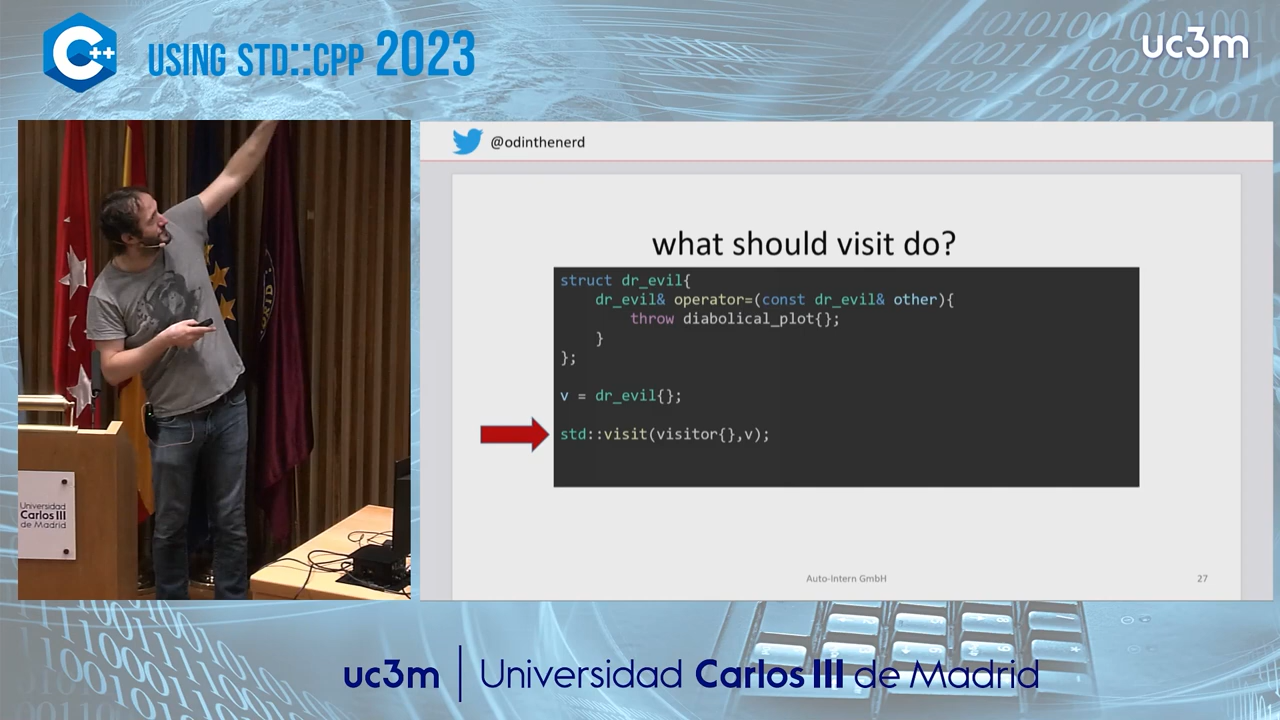 C++
USING STD::CPP 2023
uc3m
@odinthenerd
what should visit do?
struct dr_evil{
    dr_evil& operator=(const dr_evil& other){
        throw diabolical_plot{};
    }
};
v = dr_evil{};
std::visit(visitor{},v);
Auto-intern GmbH
27
Universidad
Carlos III
de Madrid
uc3m | Universidad Carlos III de Madrid